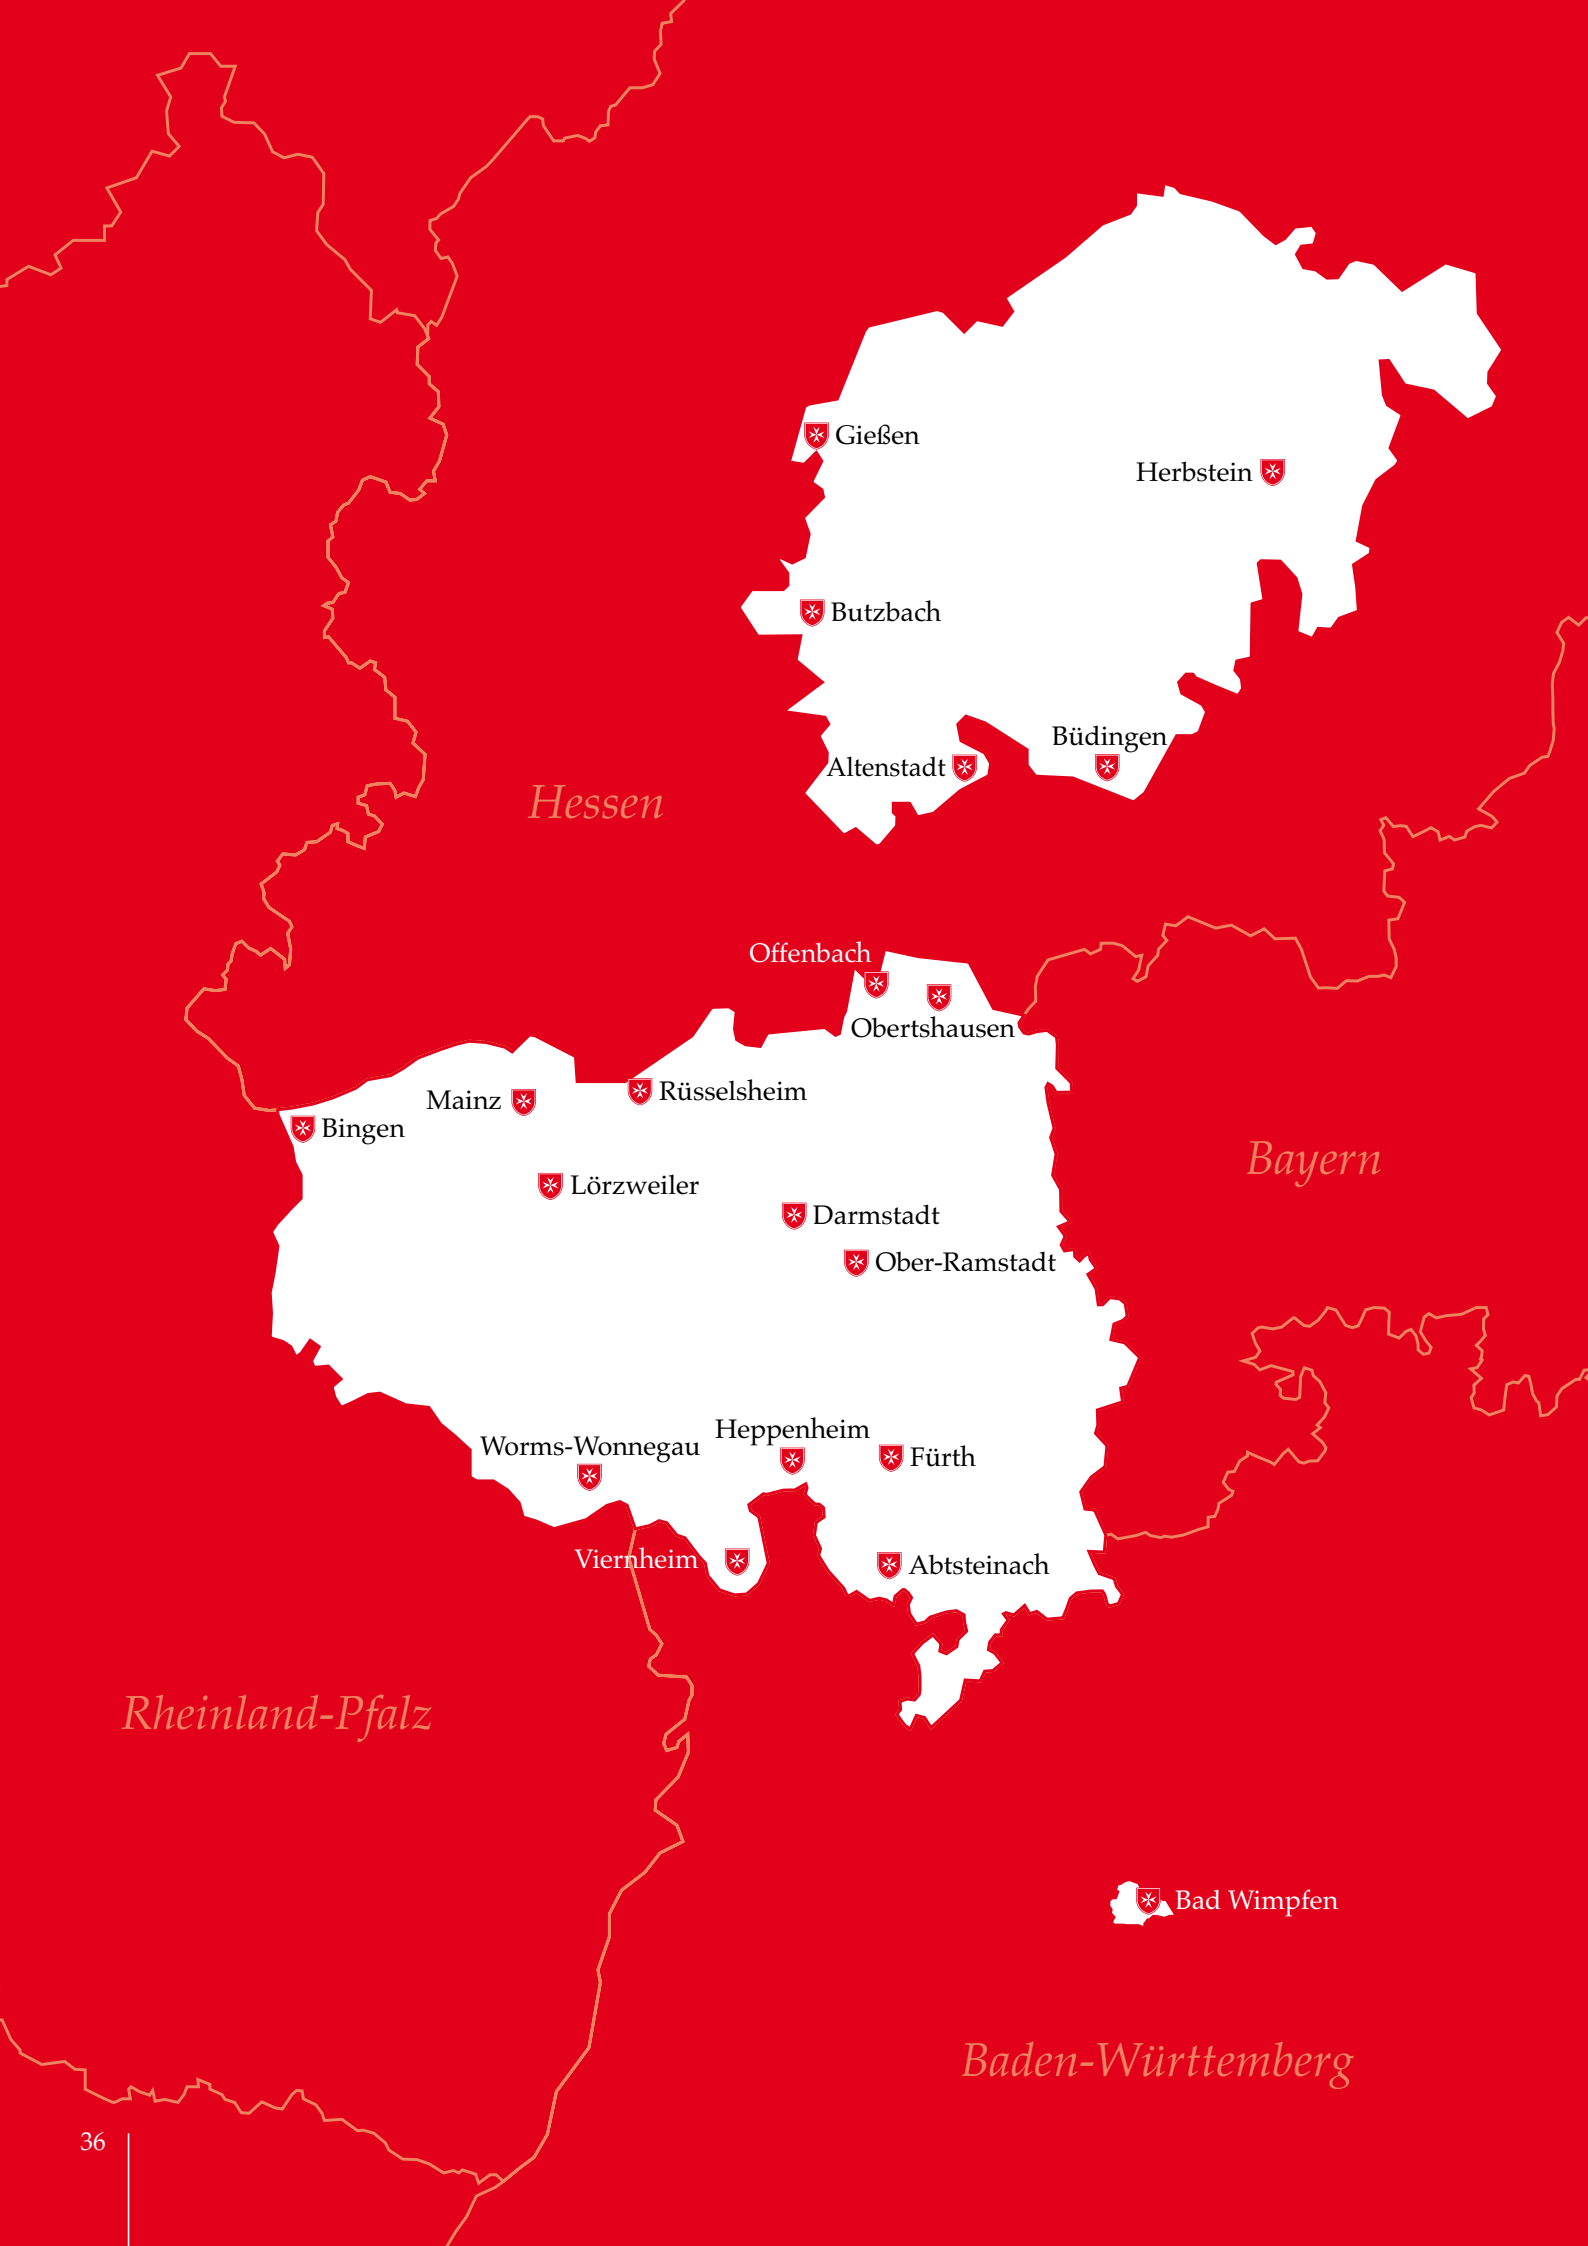 Gießen
Herbstein
Butzbach
Büdingen
Altenstadt
Hessen
Offenbach
Obertshausen
Rüsselsheim
Mainz
Bingen
Bayern
Lörzweiler
Darmstadt
Ober-Ramstadt
Heppenheim
Worms-Wonnegau
Fürth
Viernheim
Abtsteinach
Rheinland-Pfalz
Bad Wimpfen
Baden-Württemberg
36